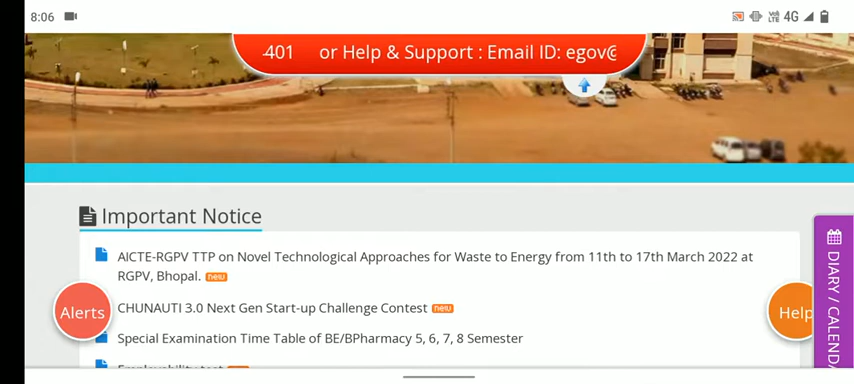 8:06
4G
-401 or Help & Support : Email ID: egov@
Important Notice
AICTE-RGPV TTP on Novel Technological Approaches for Waste to Energy from 11th to 17th March 2022 at
RGPV, Bhopal. new
CHUNAUTI 3.0 Next Gen Start-up Challenge Contest new
Alerts
Help
Special Examination Time Table of BE/BPharmacy 5, 6, 7, 8 Semester
Employability test
DIARY / CALENDA